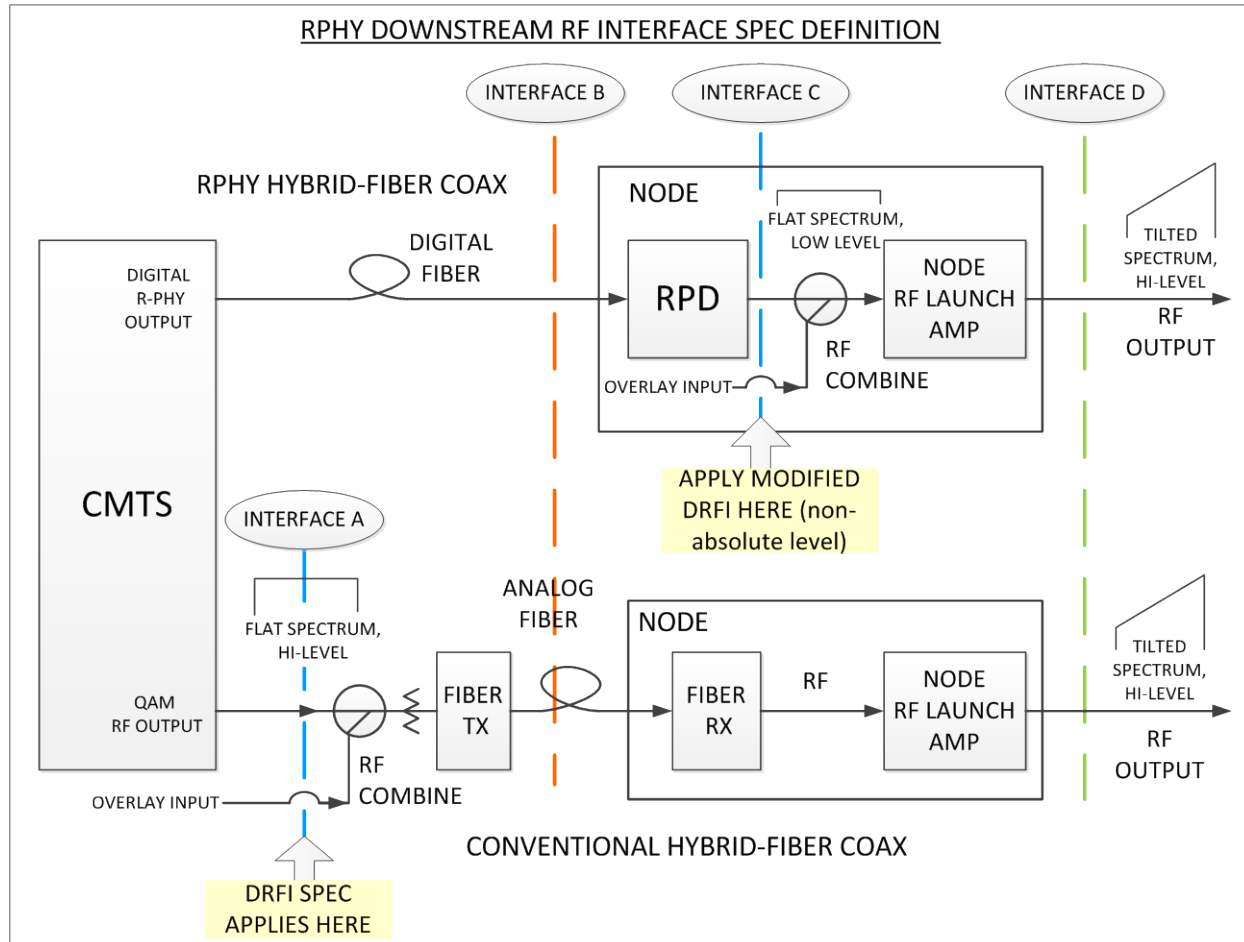 RPHY DOWNSTREAM RF INTERFACE SPEC DEFINITION
INTERFACE B
INTERFACE C
INTERFACE D
RPHY HYBRID-FIBER COAX
NODE
FLAT SPECTRUM,
LOW LEVEL
DIGITAL
FIBER
DIGITAL
R-PHY
OUTPUT
RPD
NODE
RF LAUNCH
AMP
TILTED
SPECTRUM,
HI-LEVEL
RF
OUTPUT
RF
COMBINE
OVERLAY INPUT
APPLY MODIFIED
DRFI HERE (non-
absolute level)
CMTS
INTERFACE A
FLAT SPECTRUM,
HI-LEVEL
ANALOG
FIBER
NODE
QAM
RF OUTPUT
FIBER
TX
FIBER
RX
RF
NODE
RF LAUNCH
AMP
TILTED
SPECTRUM,
HI-LEVEL
RF
OUTPUT
RF
COMBINE
OVERLAY INPUT
CONVENTIONAL HYBRID-FIBER COAX
DRFI SPEC
APPLIES HERE